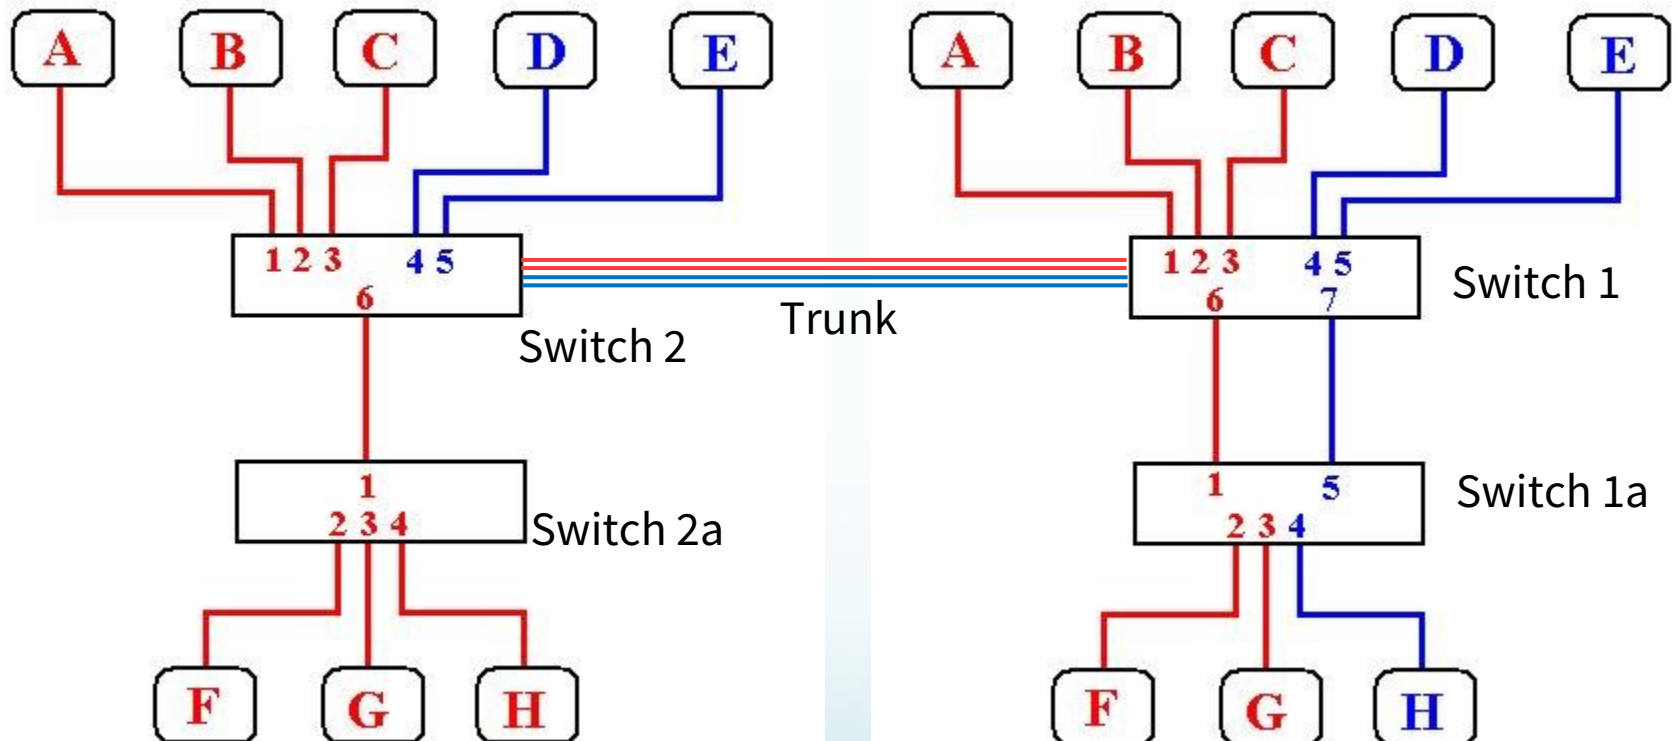 A B C D E A B C D E
1 2 3 4 5 1 2 3 4 5
6 6 7
Switch 1
Trunk
Switch 2
1 1 5
Switch 1a
2 3 4 2 3 4
Switch 2a
F G H F G H